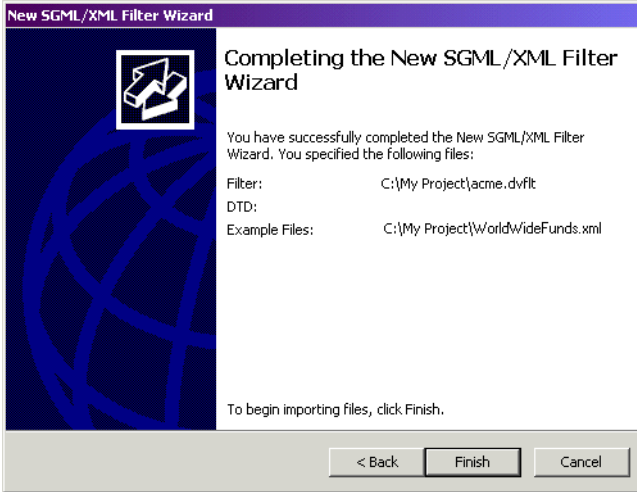 New SGML/XML Filter Wizard
Completing the New SGML/XML Filter
Wizard
You have successfully completed the New SGML/XML Filter
Wizard. You specified the following files:
Filter: C:\My Project\acme.dvflt
DTD:
Example Files: C:\My Project\WorldWideFunds.xml
To begin importing files, click Finish.
< Back Finish Cancel